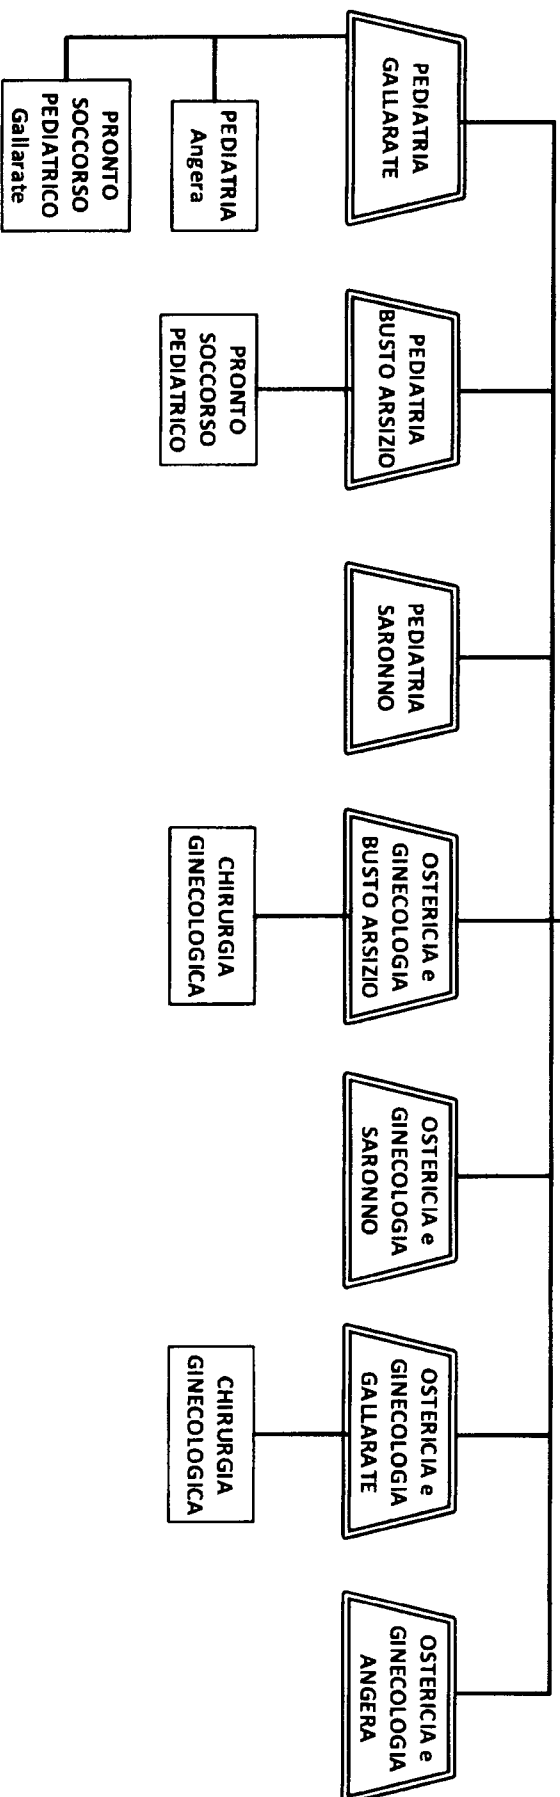 PEDIATRIA
GALLARATE
PEDIATRIA
BUSTO ARSIZIO
PEDIATRIA
SARONNO
OSTERICIA e
GINECOLOGIA
BUSTO ARSIZIO
OSTERICIA e
GINECOLOGIA
SARONNO
OSTERICIA e
GINECOLOGIA
GALLARATE
OSTERICIA e
GINECOLOGIA
ANGERA
PEDIATRIA
Angera
PRONTO
SOCCORSO
PEDIATRICO
CHIRURGIA
GINECOLOGICA
CHIRURGIA
GINECOLOGICA
PRONTO
SOCCORSO
PEDIATRICO
Gallarate